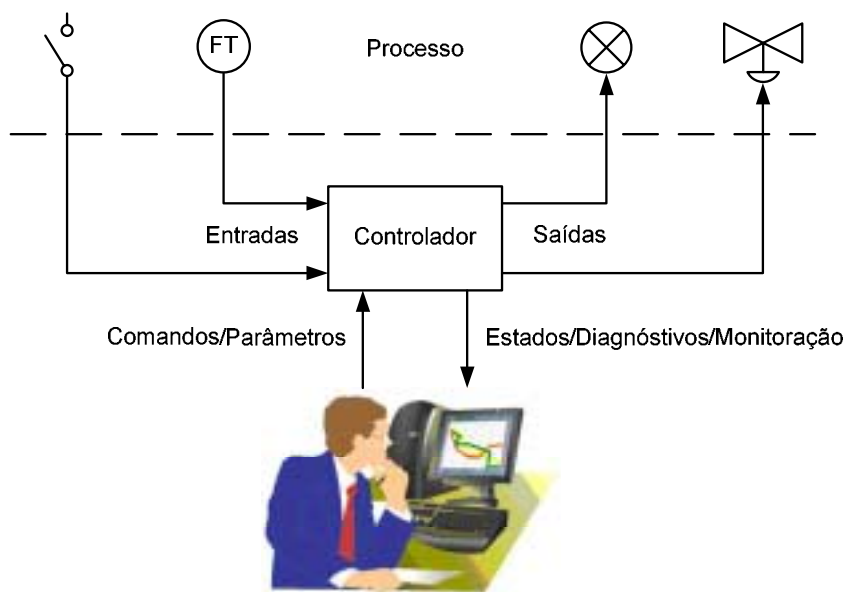 FT
Processo
Entradas
Controlador
Saídas
Comandos/Parâmetros
Estados/Diagnóstivos/Monitoração